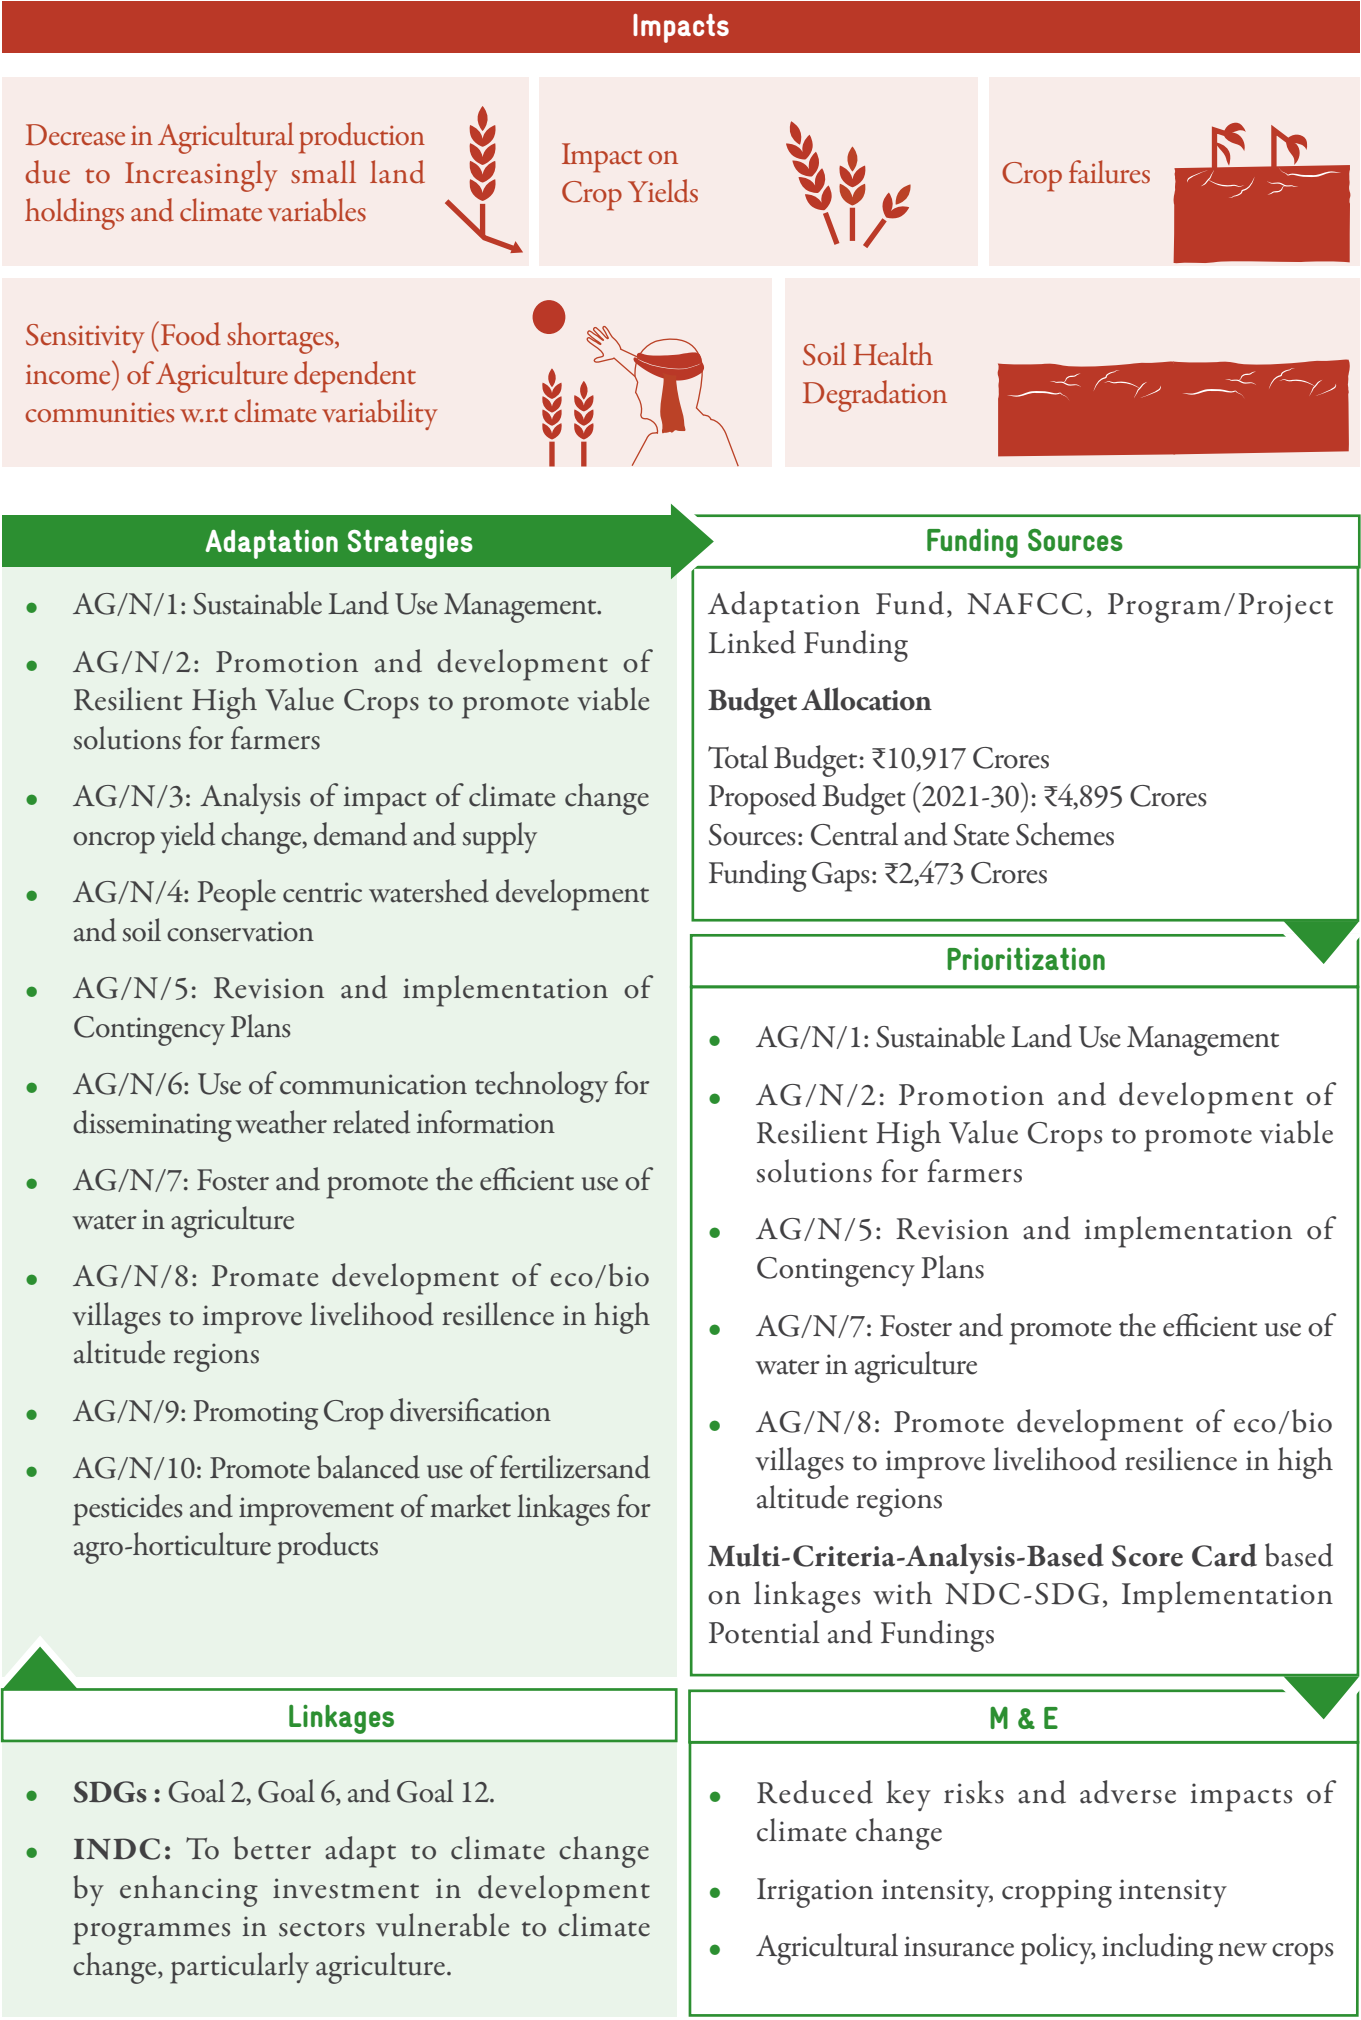 Impacts
Decrease in Agricultural production
due to Increasingly small land
holdings and climate variables
Impact on
Crop Yields
Crop failures
Sensitivity (Food shortages,
income) of Agriculture dependent
communities w.r.t climate variability
Soil Health
Degradation
Adaptation Strategies
• AG/N/1: Sustainable Land Use Management.
• AG/N/2: Promotion and development of
Resilient High Value Crops to promote viable
solutions for farmers
• AG/N/3: Analysis of impact of climate change
oncrop yield change, demand and supply
• AG/N/4: People centric watershed development
and soil conservation
• AG/N/5: Revision and implementation of
Contingency Plans
• AG/N/6: Use of communication technology for
disseminating weather related information
• AG/N/7: Foster and promote the efficient use of
water in agriculture
• AG/N/8: Promate development of eco/bio
villages to improve livelihood resillence in high
altitude regions
• AG/N/9: Promoting Crop diversification
• AG/N/10: Promote balanced use of fertilizersand
pesticides and improvement of market linkages for
agro-horticulture products
Funding Sources
Adaptation Fund, NAFCC, Program/Project
Linked Funding
Budget Allocation
Total Budget: ₹10,917 Crores
Proposed Budget (2021-30): ₹4,895 Crores
Sources: Central and State Schemes
Funding Gaps: ₹2,473 Crores
Prioritization
• AG/N/1: Sustainable Land Use Management
• AG/N/2: Promotion and development of
Resilient High Value Crops to promote viable
solutions for farmers
• AG/N/5: Revision and implementation of
Contingency Plans
• AG/N/7: Foster and promote the efficient use of
water in agriculture
• AG/N/8: Promote development of eco/bio
villages to improve livelihood resilience in high
altitude regions
Multi-Criteria-Analysis-Based Score Card based
on linkages with NDC-SDG, Implementation
Potential and Fundings
Linkages
• SDGs : Goal 2, Goal 6, and Goal 12.
• INDC: To better adapt to climate change
by enhancing investment in development
programmes in sectors vulnerable to climate
change, particularly agriculture.
M & E
• Reduced key risks and adverse impacts of
climate change
• Irrigation intensity, cropping intensity
• Agricultural insurance policy, including new crops